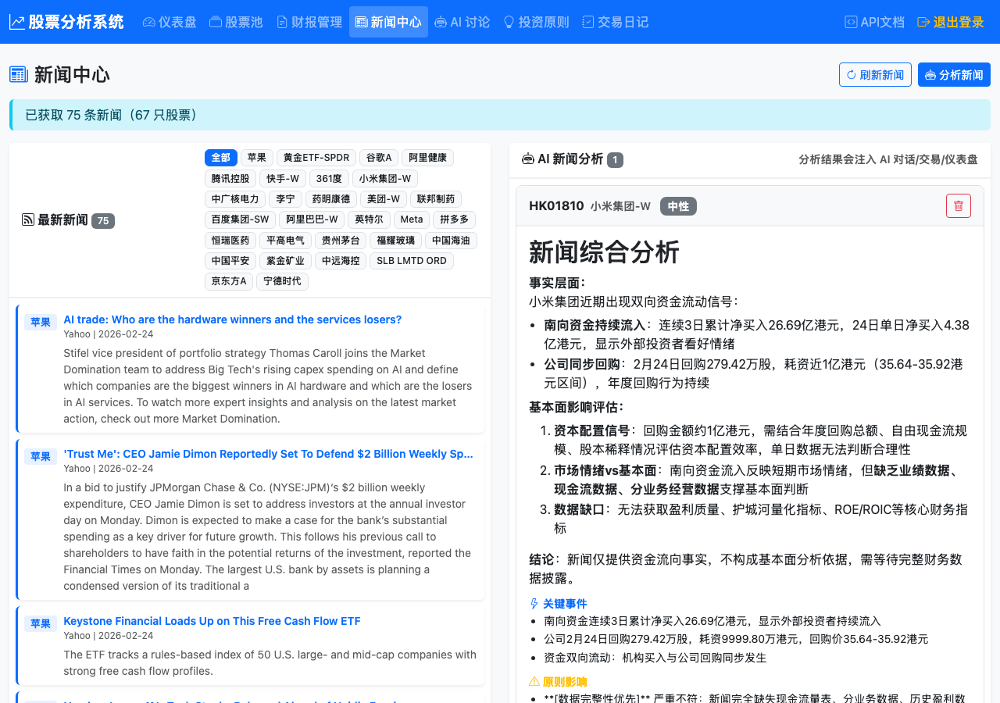 股票分析系统 仪表盘 股票池 财报管理 新闻中心 AI 讨论 投资原则 交易日记 API文档 退出登录
新闻中心 刷新新闻 分析新闻
已获取 75 条新闻（67 只股票）
最新新闻 75
全部 苹果 黄金ETF-SPDR 谷歌A 阿里健康
腾讯控股 快手-W 361度 小米集团-W
中广核电力 李宁 药明康德 美团-W 联邦制药
百度集团-SW 阿里巴巴-W 英特尔 Meta 拼多多
恒瑞医药 平高电气 贵州茅台 福耀玻璃 中国海油
中国平安 紫金矿业 中远海控 SLB LMTD ORD
京东方A 宁德时代
苹果 AI trade: Who are the hardware winners and the services losers?
Yahoo | 2026-02-24
Stifel vice president of portfolio strategy Thomas Caroll joins the Market
Domination team to address Big Tech's rising capex spending on AI and define
which companies are the biggest winners in AI hardware and which are the losers
in AI services. To watch more expert insights and analysis on the latest market
action, check out more Market Domination.
苹果 'Trust Me': CEO Jamie Dimon Reportedly Set To Defend $2 Billion Weekly Sp...
Yahoo | 2026-02-24
In a bid to justify JPMorgan Chase & Co. (NYSE:JPM)‘s $2 billion weekly
expenditure, CEO Jamie Dimon is set to address investors at the annual investor
day on Monday. Dimon is expected to make a case for the bank’s substantial
spending as a key driver for future growth. This follows his previous call to
shareholders to have faith in the potential returns of the investment, reported the
Financial Times on Monday. The largest U.S. bank by assets is planning a
condensed version of its traditional a
苹果 Keystone Financial Loads Up on This Free Cash Flow ETF
Yahoo | 2026-02-24
The ETF tracks a rules-based index of 50 U.S. large- and mid-cap companies with
strong free cash flow profiles.
AI 新闻分析 1 分析结果会注入 AI 对话/交易/仪表盘
HK01810 小米集团-W 中性
新闻综合分析
事实层面：
小米集团近期出现双向资金流动信号：
• 南向资金持续流入：连续3日累计净买入26.69亿港元，24日单日净买入4.38
亿港元，显示外部投资者看好情绪
• 公司同步回购：2月24日回购279.42万股，耗资近1亿港元（35.64-35.92港
元区间），年度回购行为持续
基本面影响评估：
1. 资本配置信号：回购金额约1亿港元，需结合年度回购总额、自由现金流规
模、股本稀释情况评估资本配置效率，单日数据无法判断合理性
2. 市场情绪vs基本面：南向资金流入反映短期市场情绪，但缺乏业绩数据、
现金流数据、分业务经营数据支撑基本面判断
3. 数据缺口：无法获取盈利质量、护城河量化指标、ROE/ROIC等核心财务指
标
结论：新闻仅提供资金流向事实，不构成基本面分析依据，需等待完整财务数
据披露。
关键事件
• 南向资金连续3日累计净买入26.69亿港元，显示外部投资者持续流入
• 公司2月24日回购279.42万股，耗资9999.80万港元，回购价35.64-35.92港元
• 资金双向流动：机构买入与公司回购同步发生
原则影响
• **[数据完整性优先]** 严重不符：新闻完全缺失现金流量表、分业务数据、历史盈利数